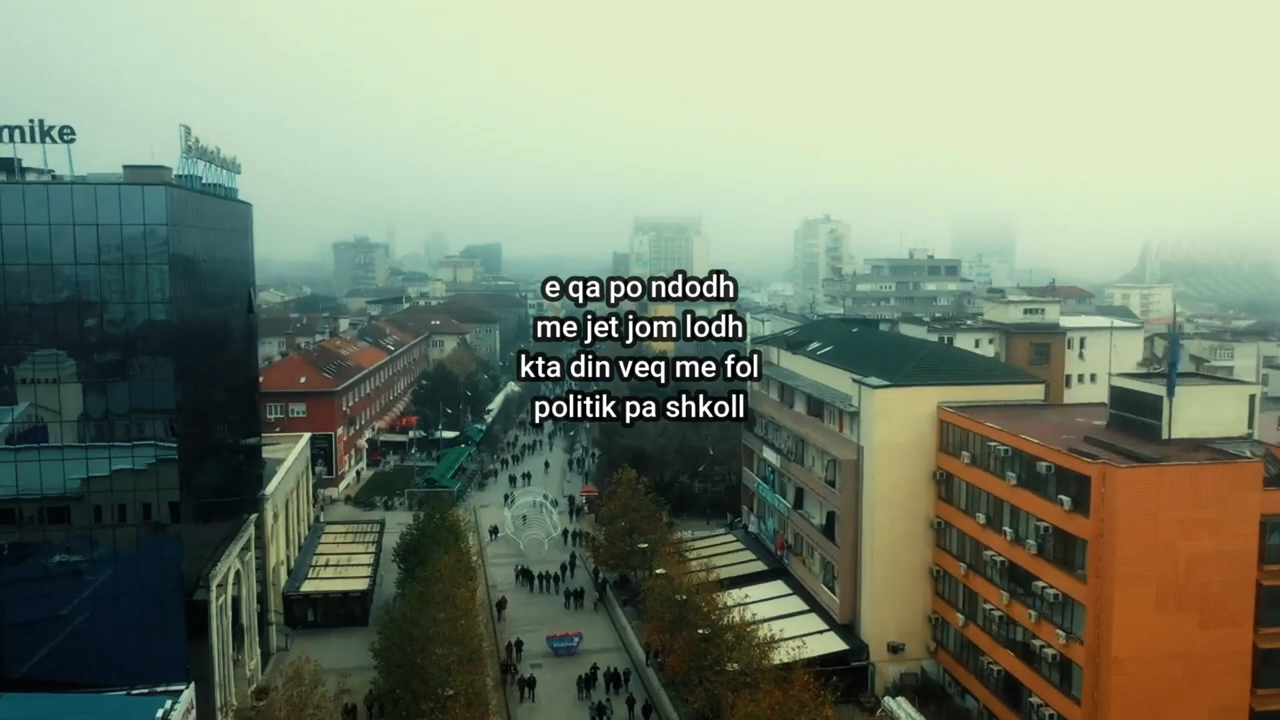 mike
e qa po ndodh
me jet jom lodh
kta din veq me fol
politik pa shkoll